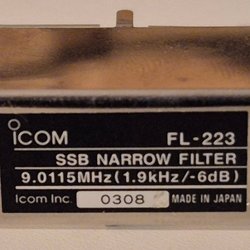 ICOM FL-223
SSB NARROW FILTER
9.0115MHz(1.9kHz/-6dB)
Icom Inc. 0308 MADE IN JAPAN